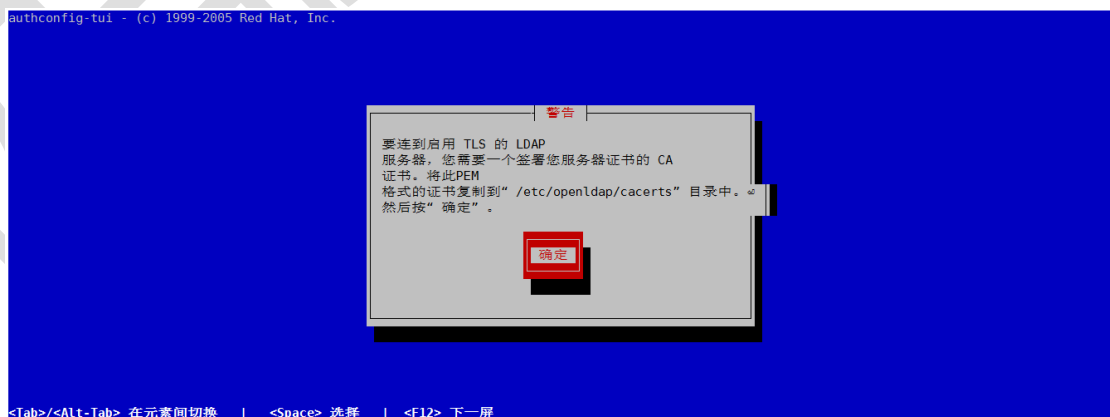 authconfig-tui - (c) 1999-2005 Red Hat, Inc.
警告
要连到启用 TLS 的 LDAP
服务器，您需要一个签署您服务器证书的 CA
证书。将此PEM
格式的证书复制到“ /etc/openldap/cacerts” 目录中。
然后按“ 确定” 。
确定
<Tab>/<Alt-Tab> 在元素间切换 | <Space> 选择 | <F12> 下一屏